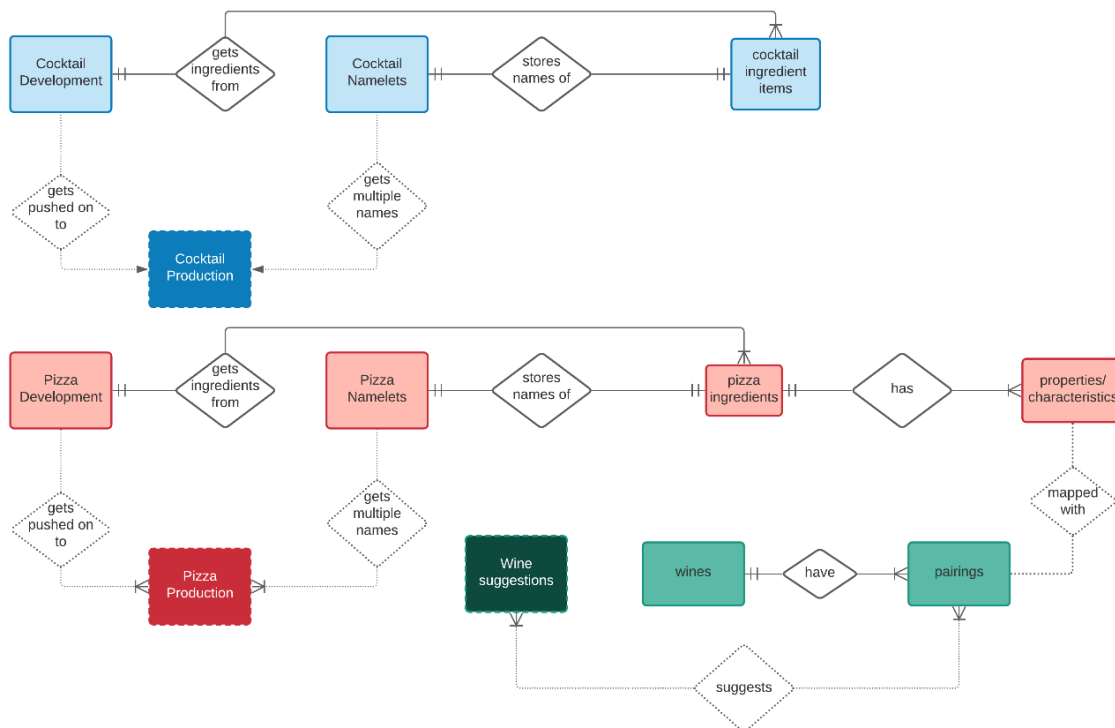 Cocktail
Development
gets
ingredients
from
Cocktail
Namelets
stores
names of
cocktail
ingredient
items
gets
pushed on
to
gets
multiple
names
Cocktail
Production
Pizza
Development
gets
ingredients
from
Pizza
Namelets
stores
names of
pizza
ingredients
has
properties/
characteristics
gets
pushed on
to
gets
multiple
names
mapped
with
Pizza
Production
Wine
suggestions
wines
have
pairings
suggests